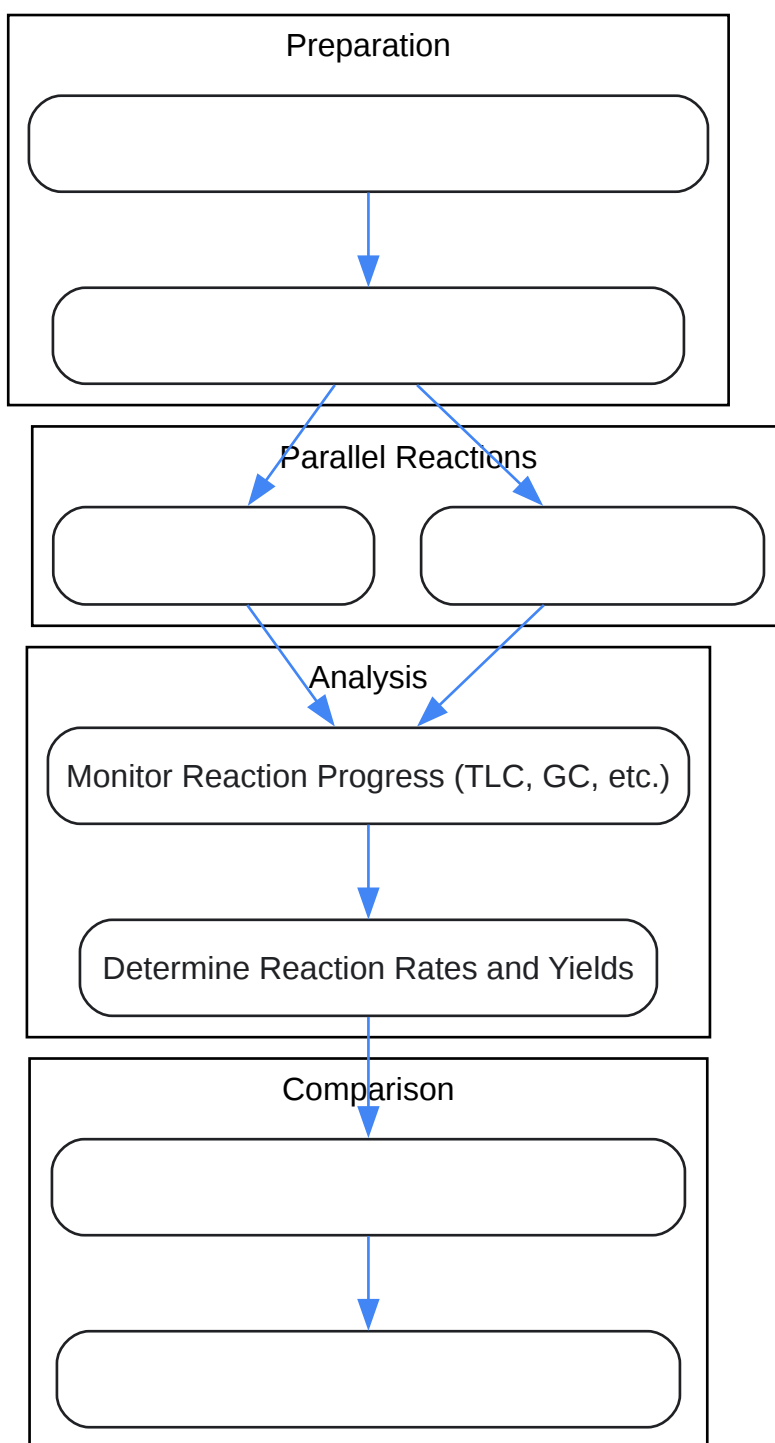 Preparation
Parallel Reactions
Analysis
Monitor Reaction Progress (TLC, GC, etc.)
Determine Reaction Rates and Yields
Comparison